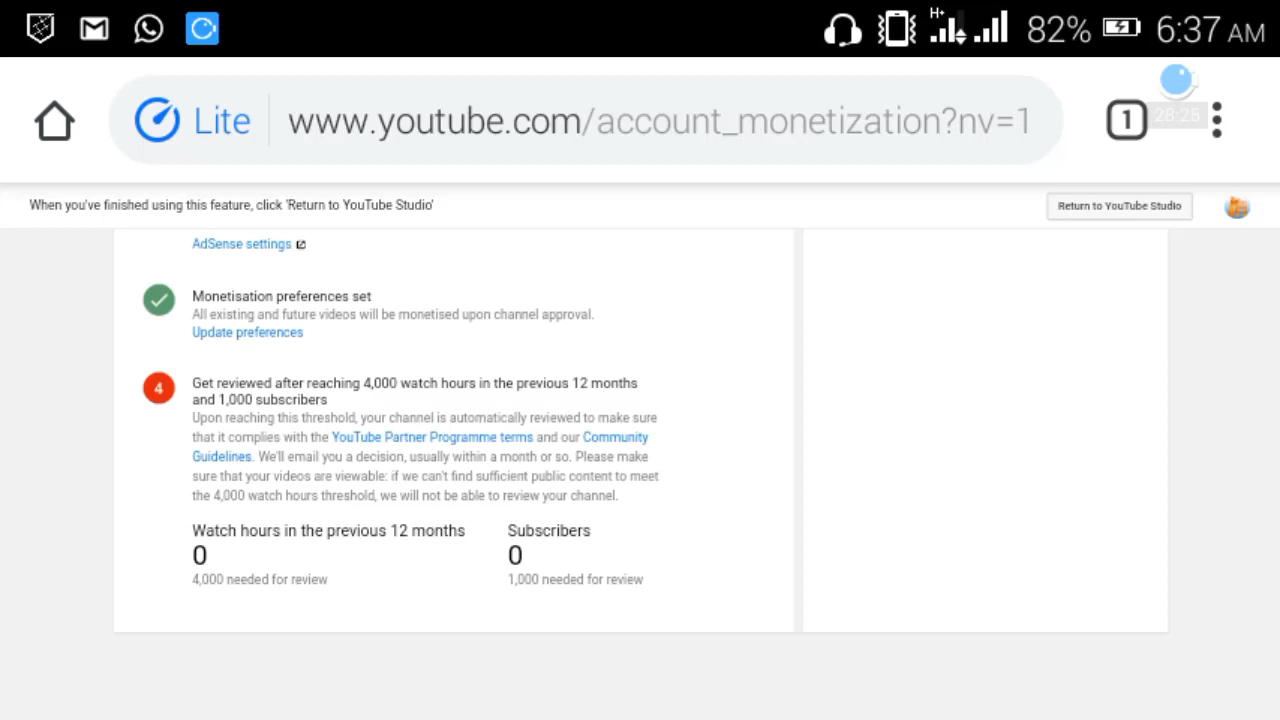 H+ 82% 6:37 AM
Lite www.youtube.com/account_monetization?nv=1 1 28:25
When you've finished using this feature, click 'Return to YouTube Studio' Return to YouTube Studio
AdSense settings
Monetisation preferences set
All existing and future videos will be monetised upon channel approval.
Update preferences
4 Get reviewed after reaching 4,000 watch hours in the previous 12 months
and 1,000 subscribers
Upon reaching this threshold, your channel is automatically reviewed to make sure
that it complies with the YouTube Partner Programme terms and our Community
Guidelines. We'll email you a decision, usually within a month or so. Please make
sure that your videos are viewable: if we can't find sufficient public content to meet
the 4,000 watch hours threshold, we will not be able to review your channel.
Watch hours in the previous 12 months Subscribers
0 0
4,000 needed for review 1,000 needed for review